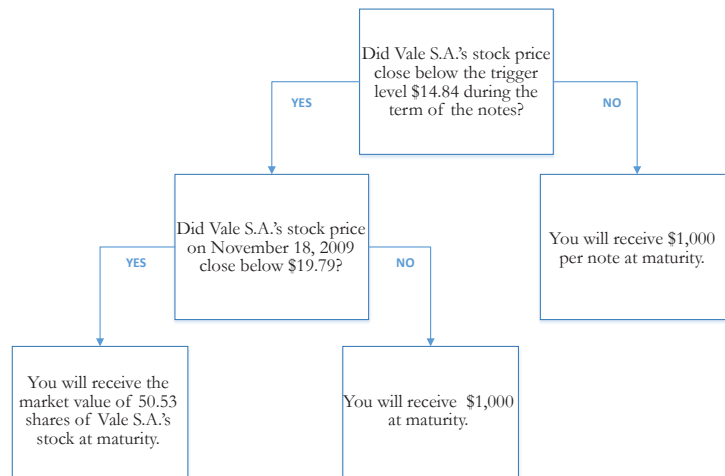 Did Vale S.A.'s stock price
close below the trigger
level $14.84 during the
term of the notes?
YES
NO
Did Vale S.A.'s stock price
on November 18, 2009
close below $19.79?
You will receive $1,000
per note at maturity.
YES
NO
You will receive the
market value of 50.53
shares of Vale S.A.'s
stock at maturity.
You will receive $1,000
at maturity.